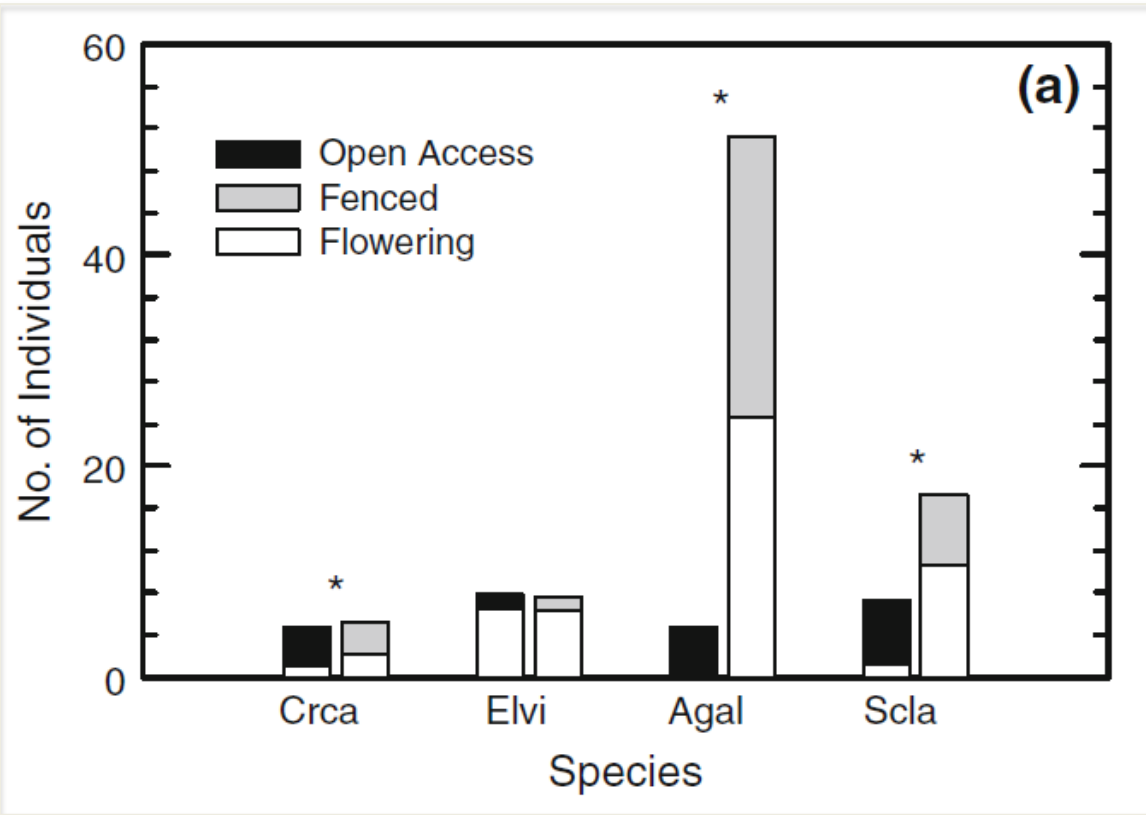 60
(a)
*
Open Access
Fenced
Flowering
40
20
*
*
0
Crca Elvi Agal Scla
Species
No. of Individuals